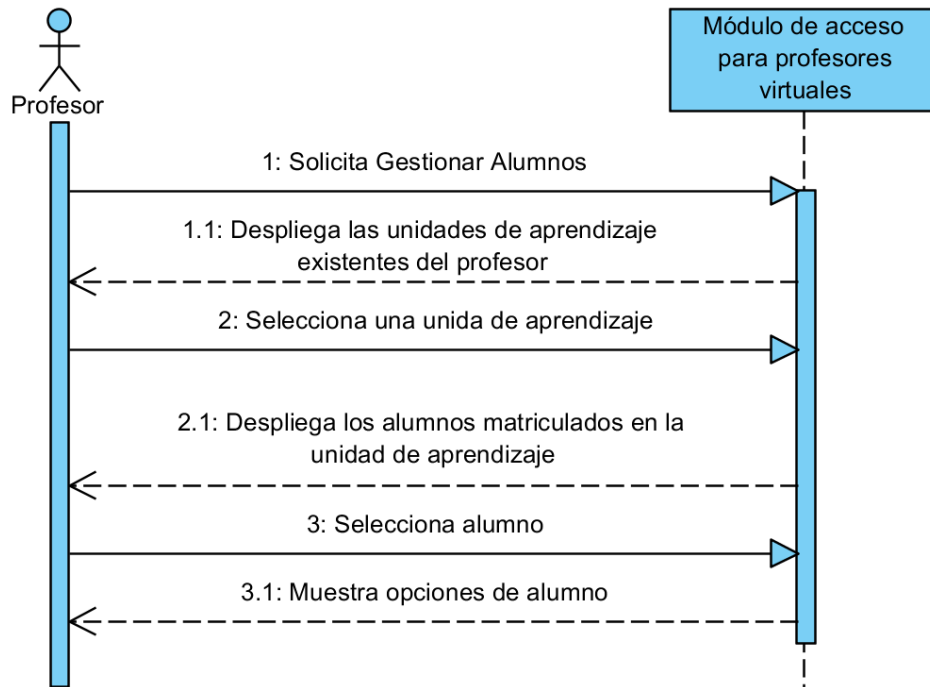 Profesor
Módulo de acceso
para profesores
virtuales
1: Solicita Gestionar Alumnos
1.1: Despliega las unidades de aprendizaje
existentes del profesor
2: Selecciona una unida de aprendizaje
2.1: Despliega los alumnos matriculados en la
unidad de aprendizaje
3: Selecciona alumno
3.1: Muestra opciones de alumno